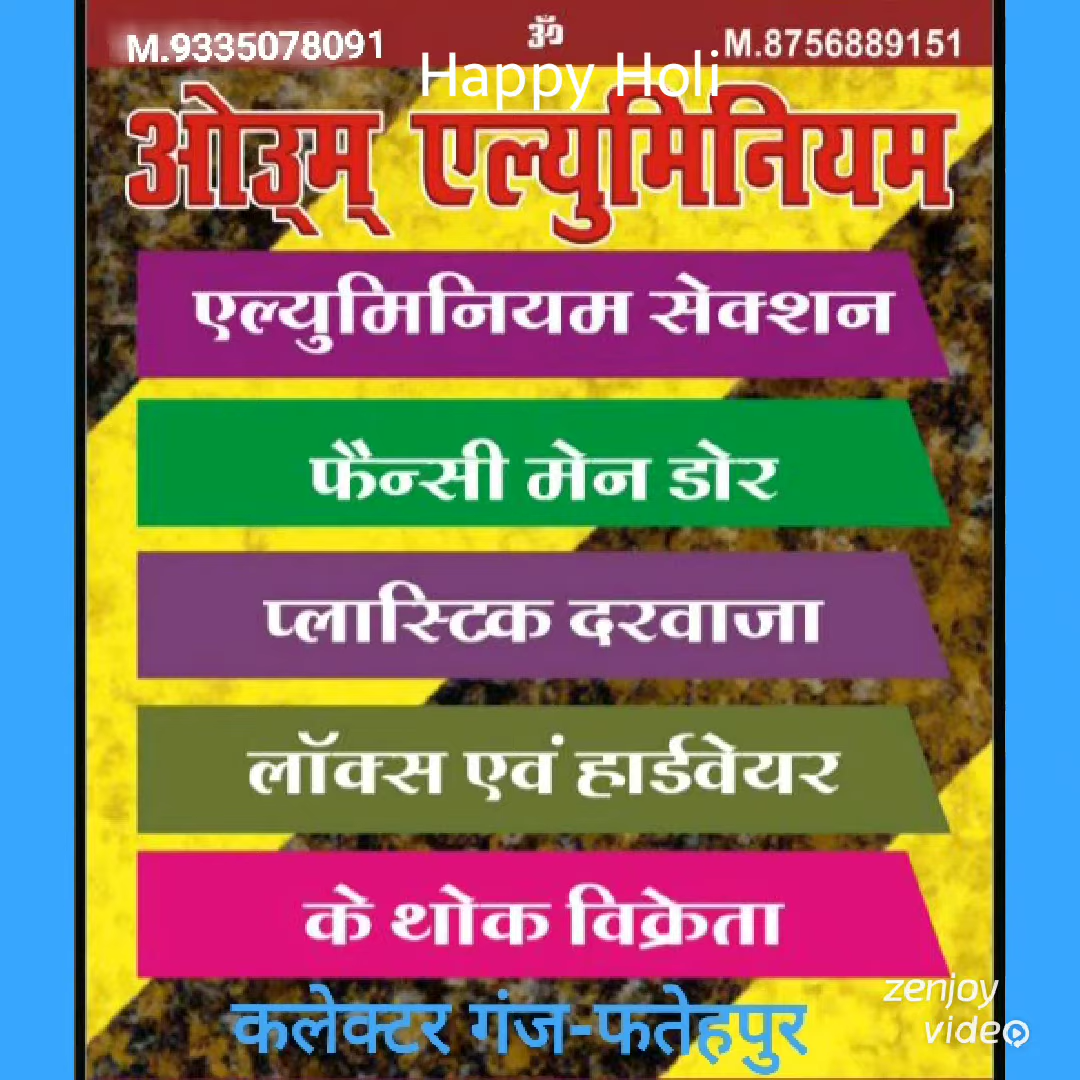 M.9335078091 ॐ M.8756889151
Happy Holi
ओउ्म् एल्युमिनियम
एल्युमिनियम सेक्शन
फैन्सी मेन डोर
प्लास्टिक दरवाजा
लॉक्स एवं हार्डवेयर
के थोक विक्रेता
कलेक्टर गंज-फतेहपुर
zenjoy
video